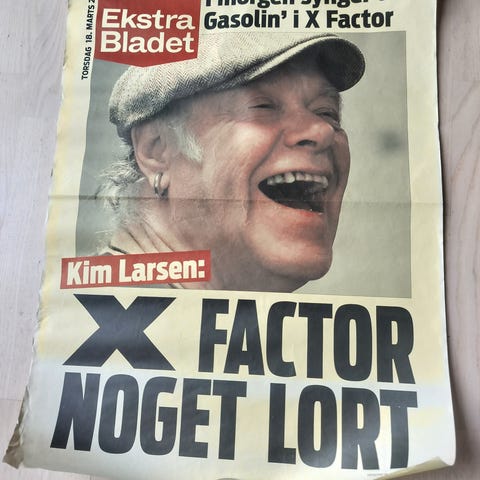 TORSDAG 18. MARTS
Ekstra
Bladet
I morgen synger
Gasolin' i X Factor
Kim Larsen:
X FACTOR
NOGET LORT